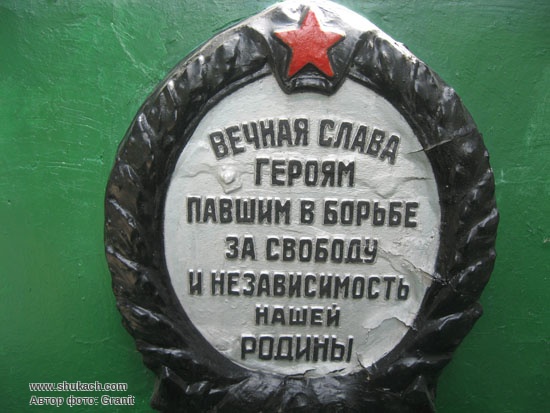 ВЕЧНАЯ СЛАВА
ГЕРОЯМ
ПАВШИМ В БОРЬБЕ
ЗА СВОБОДУ
И НЕЗАВИСИМОСТЬ
НАШЕЙ
РОДИНЫ
www.shukach.com
Автор фото: Granit